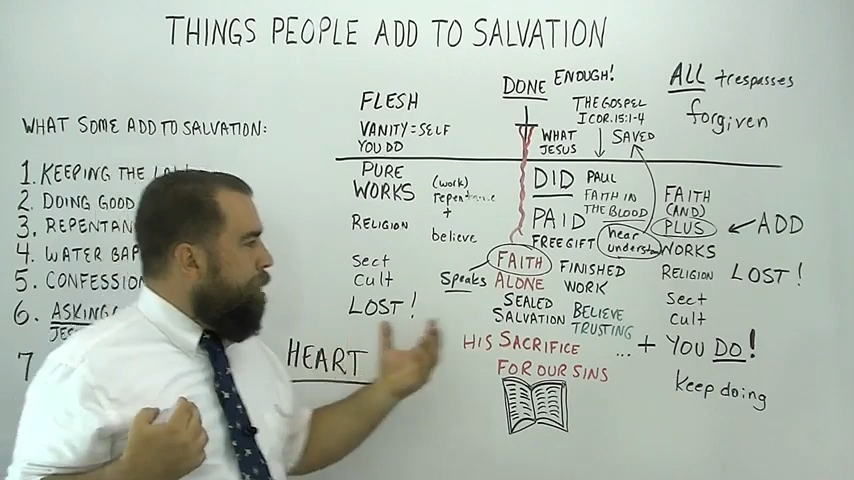 THINGS PEOPLE ADD TO SALVATION
WHAT SOME ADD TO SALVATION:
1. KEEPING THE
2. DOING GOOD
3.
4. WATER
5.
6. ASKING
7
HEART
FLESH
VANITY = SELF
YOU DO
PURE
WORKS
(work)
+
believe
RELIGION
Sect
Cult
LOST!
DONE ENOUGH!
THE GOSPEL
I COR. 15:1-4
WHAT
JESUS
SAVED
DID
PAUL
FAITH IN
THE BLOOD
PAID
FREE GIFT
hear
understand
Speaks
FAITH
ALONE
FINISHED
WORK
SEALED
SALVATION
BELIEVE
TRUSTING
...
HIS SACRIFICE
FOR OUR SINS
ALL trespasses
forgiven
FAITH
(AND)
PLUS
ADD
WORKS
RELIGION LOST!
Sect
Cult
+ YOU DO!
keep doing